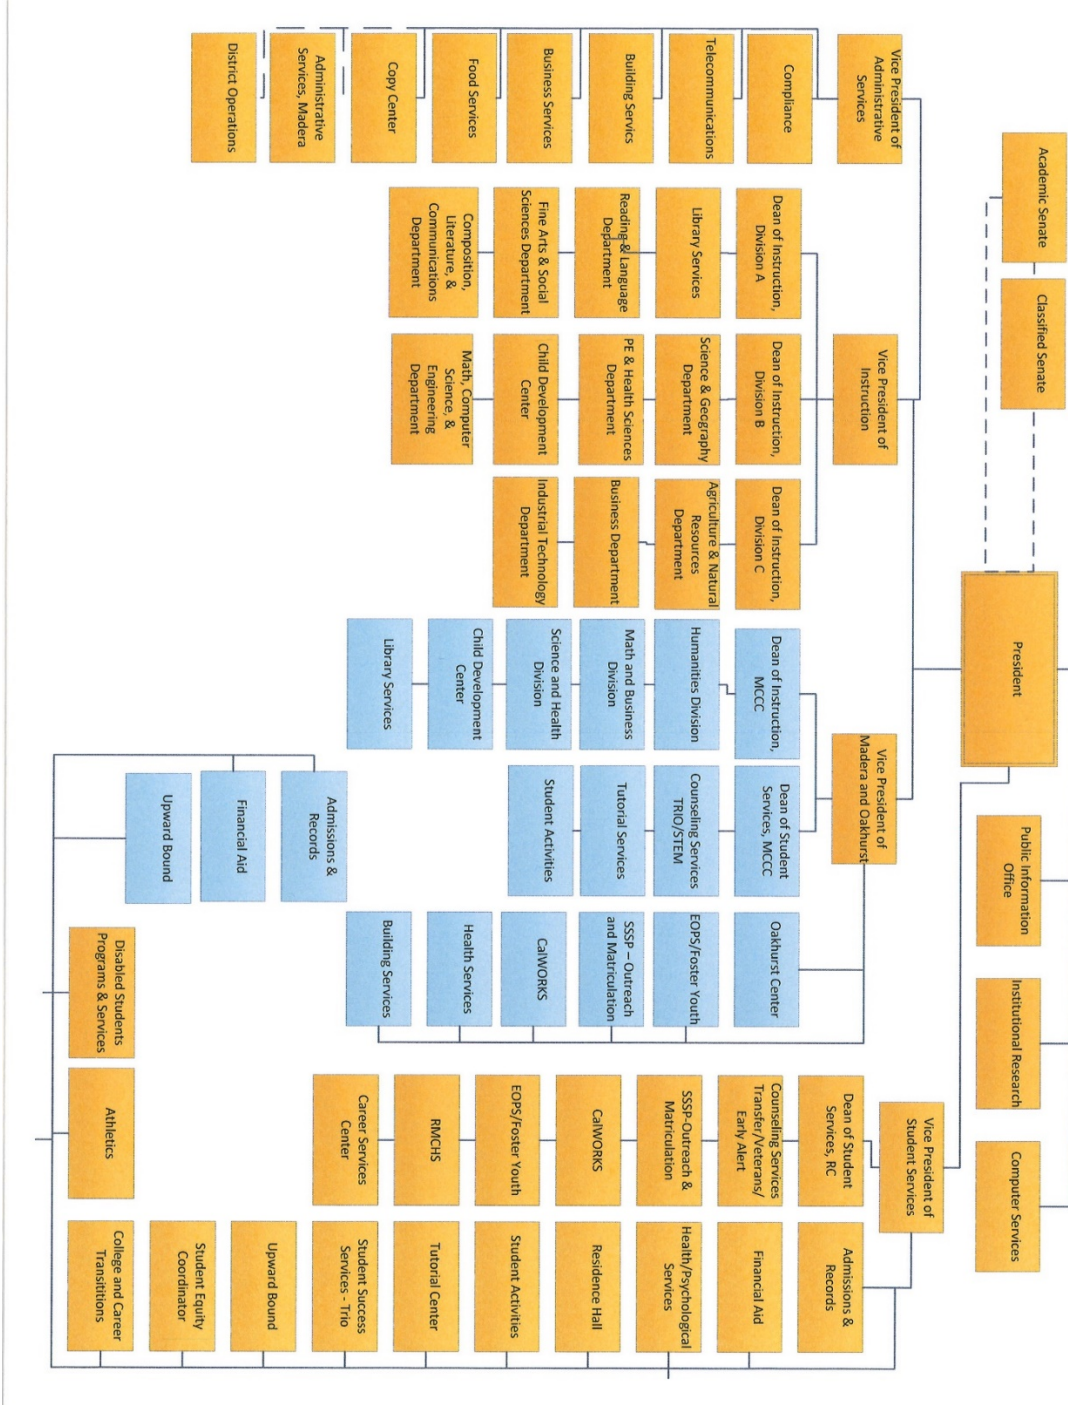 Academic Senate
Classified Senate
President
Public Information
Office
Institutional Research
Computer Services
Vice President of
Administrative
Services
Compliance
Telecommunications
Building Servics
Business Services
Food Services
Copy Center
Administrative
Services, Madera
District Operations
Vice President of
Instruction
Dean of Instruction,
Division A
Library Services
Reading & Language
Department
Fine Arts & Social
Sciences Department
Composition,
Literature, &
Communications
Department
Dean of Instruction,
Division B
Science & Geography
Department
PE & Health Sciences
Department
Child Development
Center
Math, Computer
Science, &
Engineering
Department
Dean of Instruction,
Division C
Agriculture & Natural
Resources
Department
Business Department
Industrial Technology
Department
Vice President of
Madera and Oakhurst
Dean of Instruction,
MCCC
Humanities Division
Math and Business
Division
Science and Health
Division
Child Development
Center
Library Services
Dean of Student
Services, MCCC
Counseling Services
TRIO/STEM
Tutorial Services
Student Activities
Admissions &
Records
Financial Aid
Upward Bound
Oakhurst Center
EOPS/Foster Youth
SSSP – Outreach
and Matriculation
CalWORKS
Health Services
Building Services
Vice President of
Student Services
Dean of Student
Services, RC
Counseling Services
Transfer/Veterans/
Early Alert
SSSP-Outreach &
Matriculation
CalWORKS
EOPS/Foster Youth
RMCHS
Career Services
Center
Disabled Students
Programs & Services
Athletics
Admissions &
Records
Financial Aid
Health/Psychological
Services
Residence Hall
Student Activities
Tutorial Center
Student Success
Services - Trio
Upward Bound
Student Equity
Coordinator
College and Career
Transititions